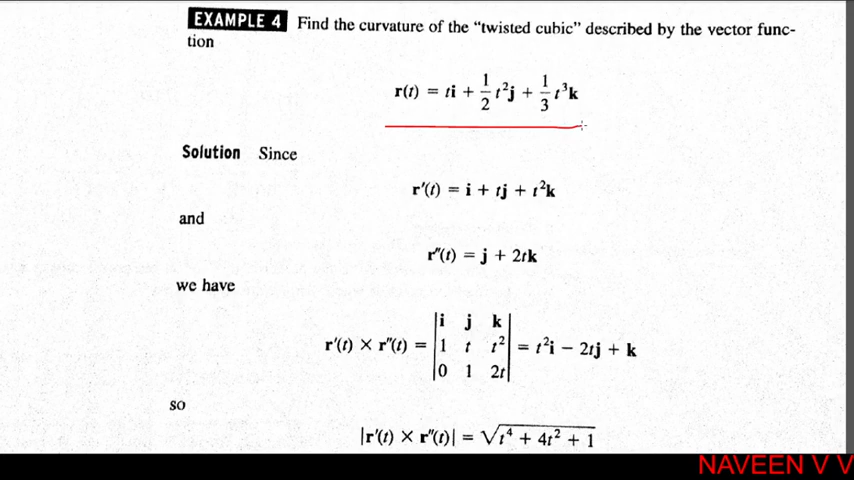 EXAMPLE 4 Find the curvature of the “twisted cubic” described by the vector func-
tion
r(t) = ti + 1/2 t²j + 1/3 t³k
Solution Since
r′(t) = i + tj + t²k
and
r″(t) = j + 2tk
we have
r′(t) × r″(t) = |i j k; 1 t t²; 0 1 2t| = t²i − 2tj + k
so
|r′(t) × r″(t)| = √(t⁴ + 4t² + 1)
NAVEEN V V